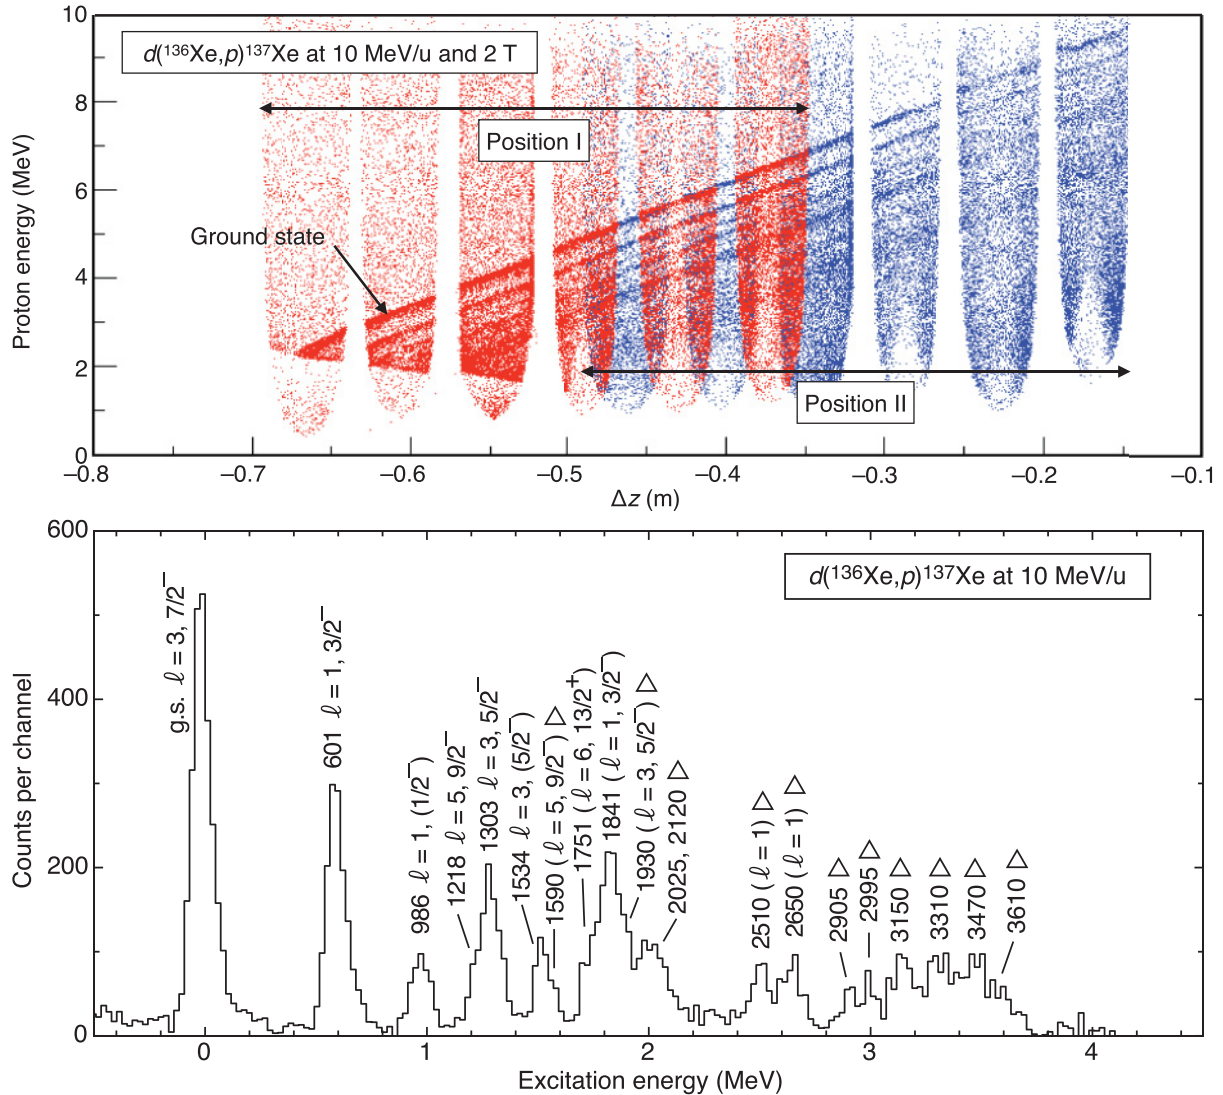 10
8
6
4
2
0
Proton energy (MeV)
d(¹³⁶Xe,p)¹³⁷Xe at 10 MeV/u and 2 T
Position I
Ground state
Position II
–0.8
–0.7
–0.6
–0.5
–0.4
–0.3
–0.2
–0.1
Δz (m)
600
400
200
0
Counts per channel
d(¹³⁶Xe,p)¹³⁷Xe at 10 MeV/u
g.s. ℓ = 3, 7/2⁻
601 ℓ = 1, 3/2⁻
986 ℓ = 1, (1/2⁻)
1218 ℓ = 5, 9/2⁻
1303 ℓ = 3, 5/2⁻
1534 ℓ = 3, (5/2⁻)
1590 (ℓ = 5, 9/2⁻) △
1751 (ℓ = 6, 13/2⁺)
1841 (ℓ = 1, 3/2⁻)
1930 (ℓ = 3, 5/2⁻) △
2025, 2120 △
2510 (ℓ = 1) △
2650 (ℓ = 1) △
2905 △
2995 △
3150 △
3310 △
3470 △
3610 △
0
1
2
3
4
Excitation energy (MeV)